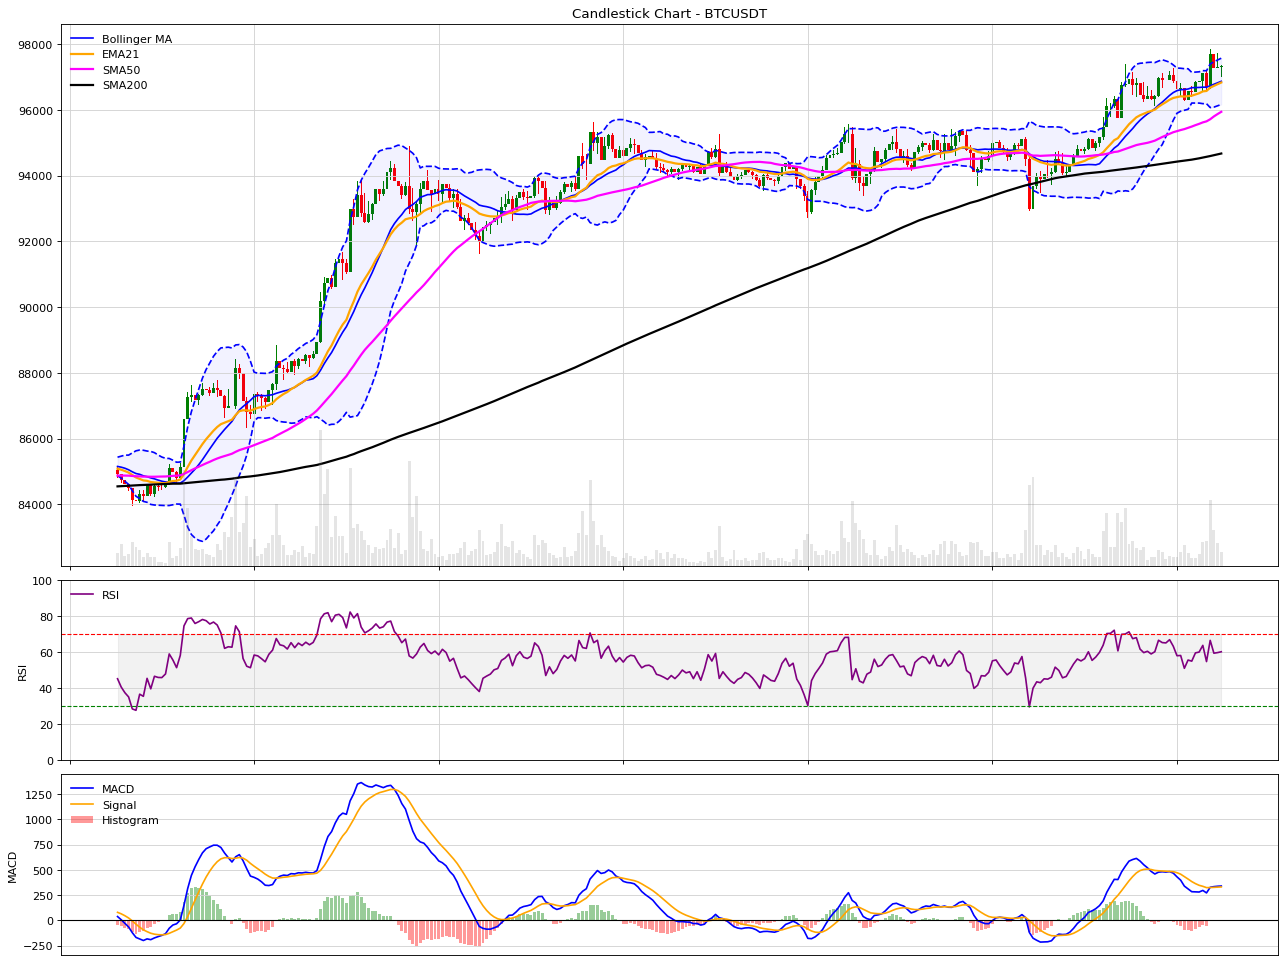 Candlestick Chart - BTCUSDT
Bollinger MA
EMA21
SMA50
SMA200
98000
96000
94000
92000
90000
88000
86000
84000
RSI
100
80
60
40
20
0
RSI
MACD
Signal
Histogram
1250
1000
750
500
250
0
−250
MACD